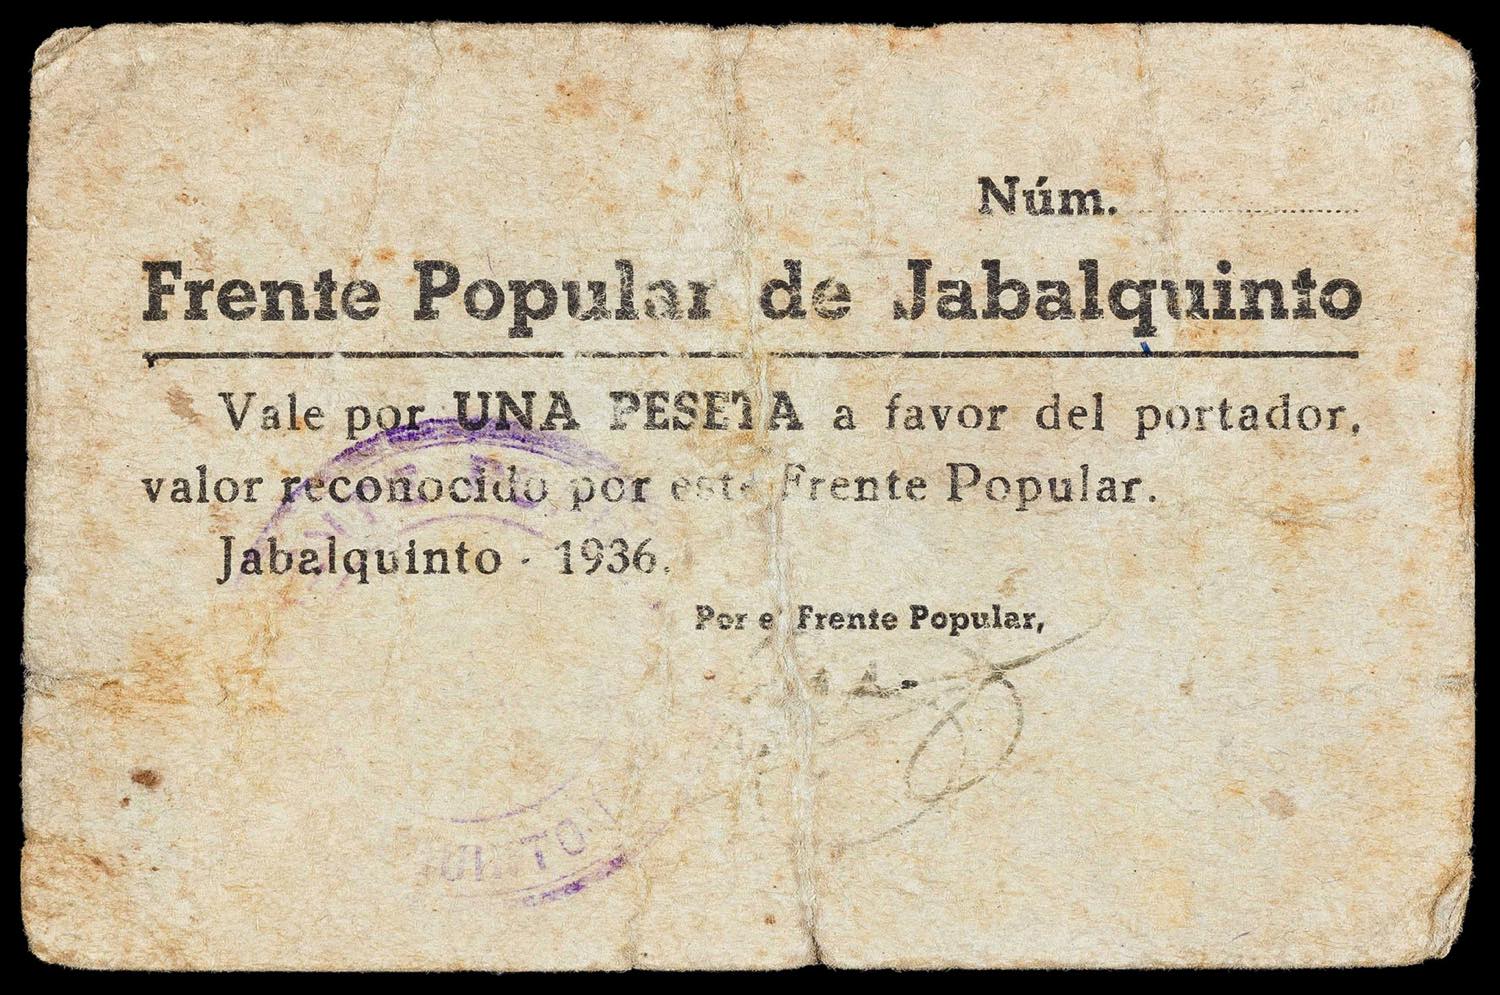 Núm.
Frente Popular de Jabalquinto
Vale por UNA PESETA a favor del portador,
valor reconocido por este Frente Popular.
Jabalquinto - 1936.
Por el Frente Popular,